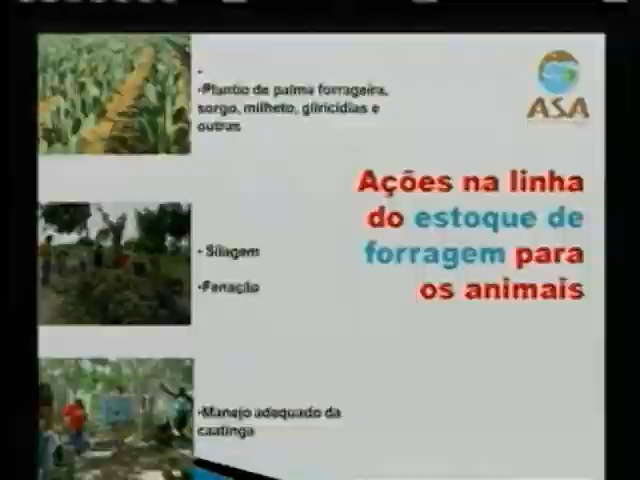 •
•Plantio de palma forrageira,
sorgo, milheto, gliricídias e
outras
ASA
Ações na linha
do estoque de
forragem para
os animais
• Silagem
•Fenação
•Manejo adequado da
caatinga